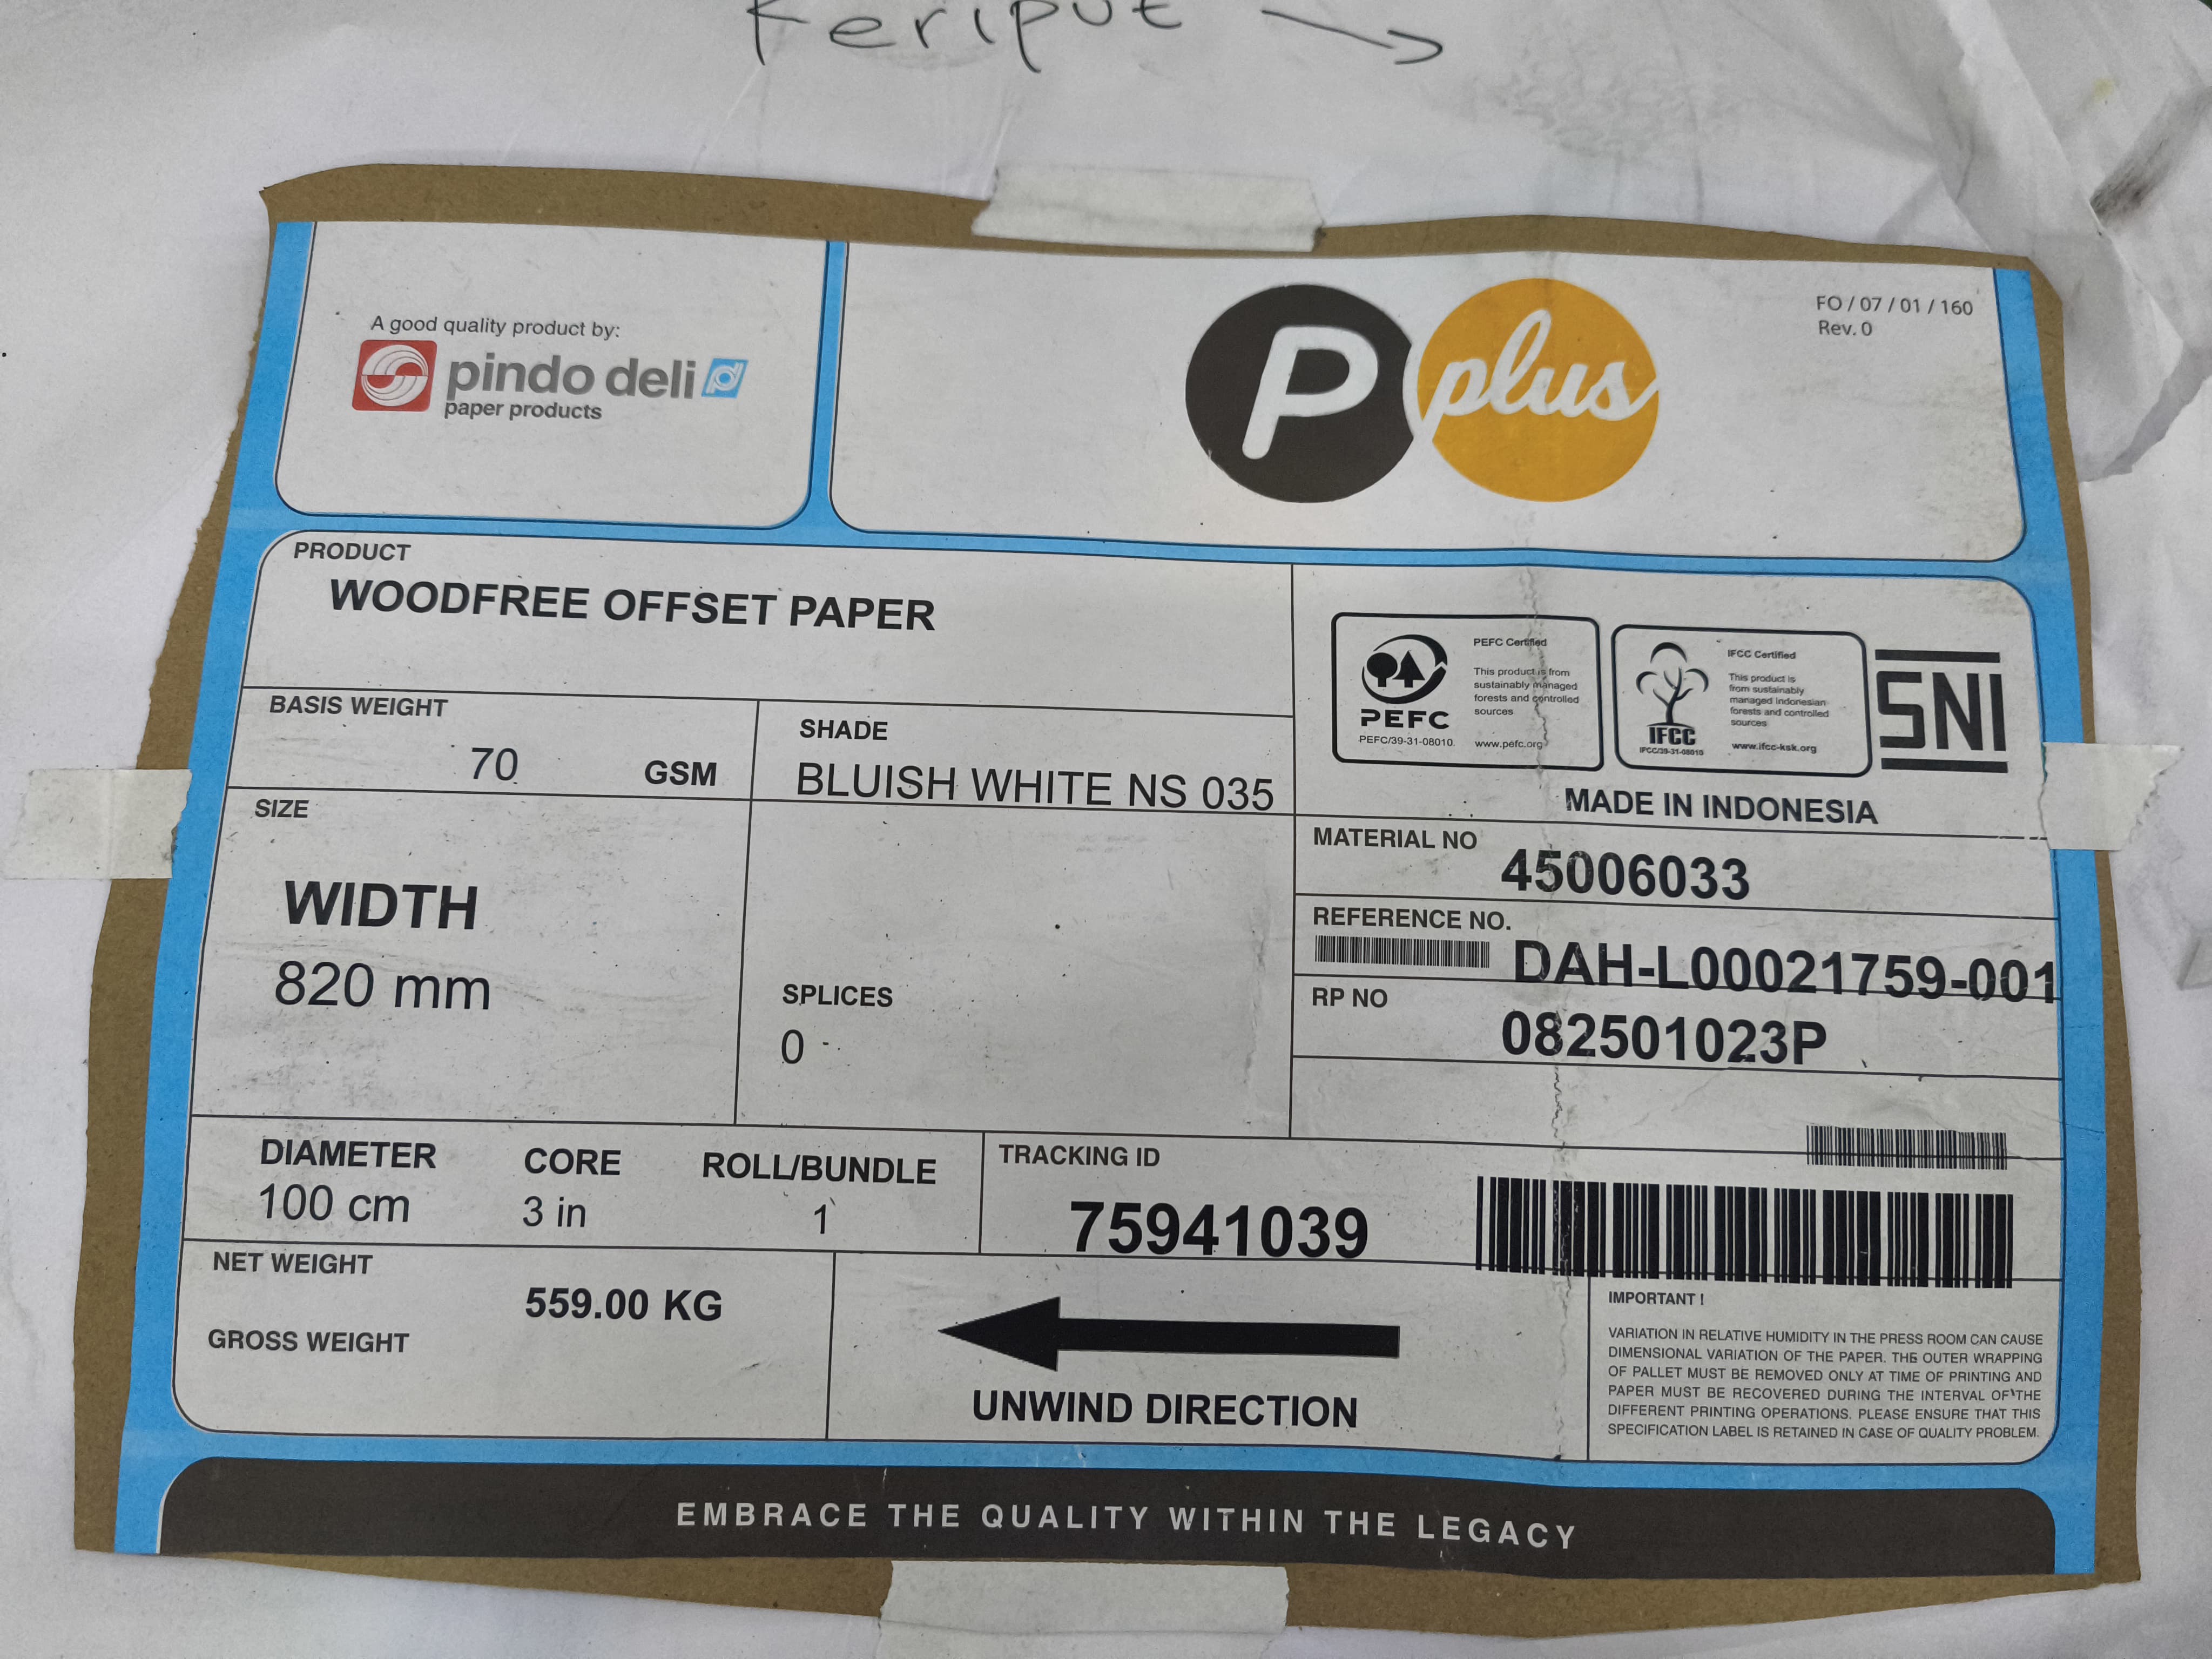 Keriput →
FO / 07 / 01 / 160
Rev. 0
A good quality product by:
pindo deli
paper products
P plus
PRODUCT
WOODFREE OFFSET PAPER
BASIS WEIGHT
70 GSM
SHADE
BLUISH WHITE NS 035
PEFC
PEFC/39-31-08010
PEFC Certified
This product is from
sustainably managed
forests and controlled
sources
www.pefc.org
IFCC
IFCC/39-31-08010
IFCC Certified
This product is
from sustainably
managed Indonesian
forests and controlled
sources
www.ifcc-ksk.org
SNI
MADE IN INDONESIA
SIZE
WIDTH
820 mm
SPLICES
0
MATERIAL NO
45006033
REFERENCE NO.
DAH-L00021759-001
RP NO
082501023P
DIAMETER
100 cm
CORE
3 in
ROLL/BUNDLE
1
TRACKING ID
75941039
NET WEIGHT
559.00 KG
GROSS WEIGHT
UNWIND DIRECTION
IMPORTANT !
VARIATION IN RELATIVE HUMIDITY IN THE PRESS ROOM CAN CAUSE
DIMENSIONAL VARIATION OF THE PAPER. THE OUTER WRAPPING
OF PALLET MUST BE REMOVED ONLY AT TIME OF PRINTING AND
PAPER MUST BE RECOVERED DURING THE INTERVAL OF THE
DIFFERENT PRINTING OPERATIONS. PLEASE ENSURE THAT THIS
SPECIFICATION LABEL IS RETAINED IN CASE OF QUALITY PROBLEM.
EMBRACE THE QUALITY WITHIN THE LEGACY